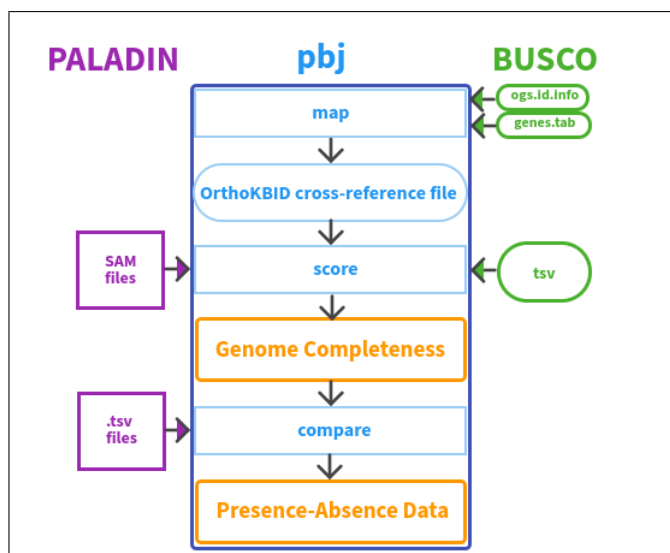 PALADIN
pbj
BUSCO
ogs.id.info
genes.tab
map
OrthoKBID cross-reference file
SAM
files
score
tsv
Genome Completeness
.tsv
files
compare
Presence-Absence Data